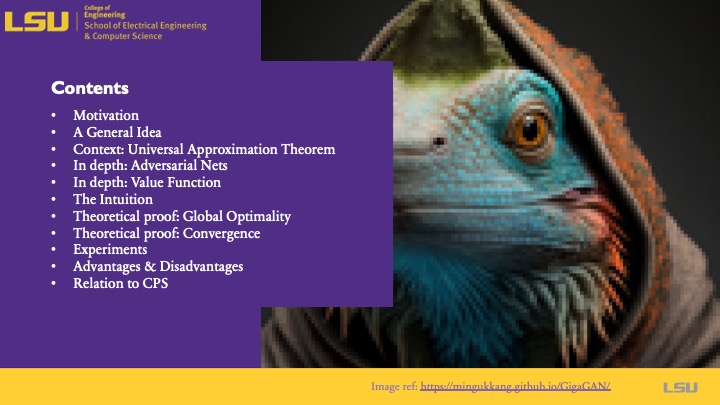 LSU
College of
Engineering
School of Electrical Engineering
& Computer Science
Contents
• Motivation
• A General Idea
• Context: Universal Approximation Theorem
• In depth: Adversarial Nets
• In depth: Value Function
• The Intuition
• Theoretical proof: Global Optimality
• Theoretical proof: Convergence
• Experiments
• Advantages & Disadvantages
• Relation to CPS
Image ref: https://mingukkang.github.io/GigaGAN/
LSU